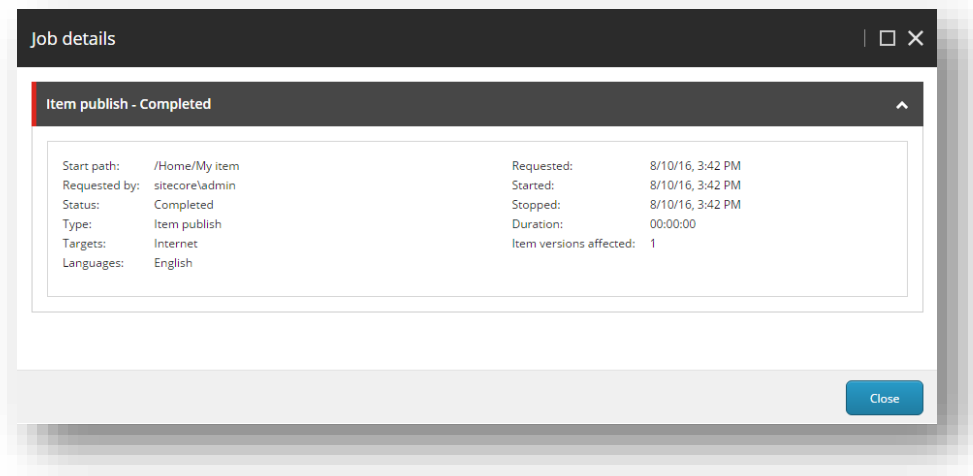 Job details
Item publish - Completed
Start path: /Home/My item
Requested by: sitecore\admin
Status: Completed
Type: Item publish
Targets: Internet
Languages: English
Requested: 8/10/16, 3:42 PM
Started: 8/10/16, 3:42 PM
Stopped: 8/10/16, 3:42 PM
Duration: 00:00:00
Item versions affected: 1
Close